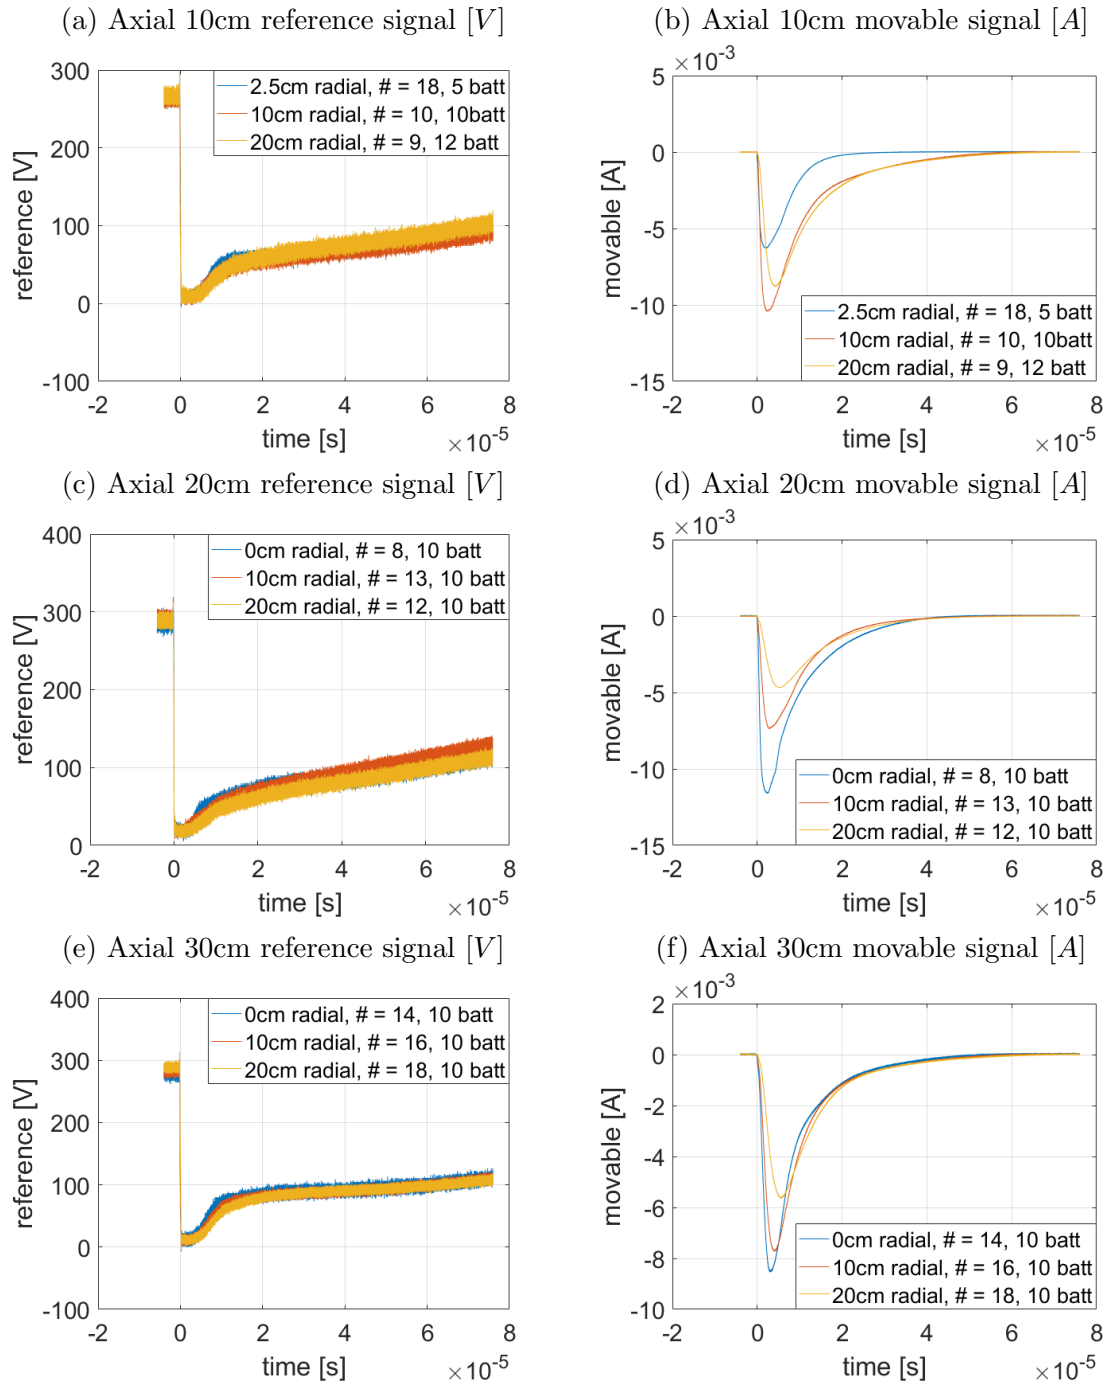 (a) Axial 10cm reference signal [V]
300
200
100
0
-100
reference [V]
2.5cm radial, # = 18, 5 batt
10cm radial, # = 10, 10batt
20cm radial, # = 9, 12 batt
-2 0 2 4 6 8
time [s]
×10^-5
(b) Axial 10cm movable signal [A]
×10^-3
5
0
-5
-10
-15
movable [A]
2.5cm radial, # = 18, 5 batt
10cm radial, # = 10, 10batt
20cm radial, # = 9, 12 batt
-2 0 2 4 6 8
time [s]
×10^-5
(c) Axial 20cm reference signal [V]
400
300
200
100
0
reference [V]
0cm radial, # = 8, 10 batt
10cm radial, # = 13, 10 batt
20cm radial, # = 12, 10 batt
-2 0 2 4 6 8
time [s]
×10^-5
(d) Axial 20cm movable signal [A]
×10^-3
5
0
-5
-10
-15
movable [A]
0cm radial, # = 8, 10 batt
10cm radial, # = 13, 10 batt
20cm radial, # = 12, 10 batt
-2 0 2 4 6 8
time [s]
×10^-5
(e) Axial 30cm reference signal [V]
400
300
200
100
0
-100
reference [V]
0cm radial, # = 14, 10 batt
10cm radial, # = 16, 10 batt
20cm radial, # = 18, 10 batt
-2 0 2 4 6 8
time [s]
×10^-5
(f) Axial 30cm movable signal [A]
×10^-3
2
0
-2
-4
-6
-8
-10
movable [A]
0cm radial, # = 14, 10 batt
10cm radial, # = 16, 10 batt
20cm radial, # = 18, 10 batt
-2 0 2 4 6 8
time [s]
×10^-5